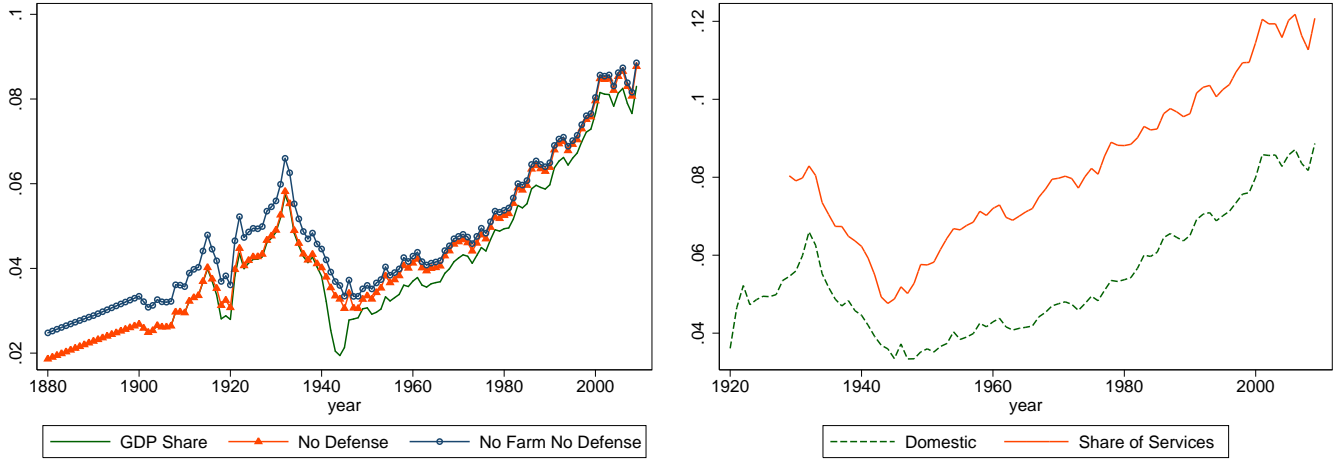 .1
.08
.06
.04
.02
1880 1900 1920 1940 1960 1980 2000
year
GDP Share No Defense No Farm No Defense
.12
.1
.08
.06
.04
1920 1940 1960 1980 2000
year
Domestic Share of Services